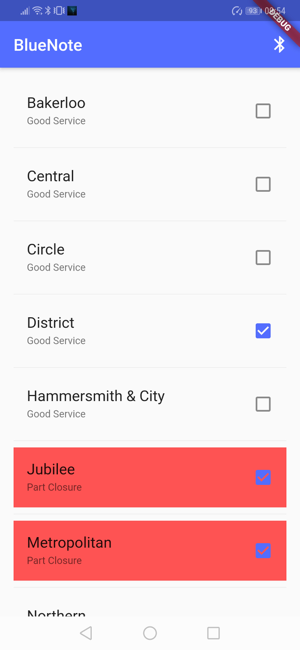 93 08:54
DEBUG
BlueNote
Bakerloo
Good Service
Central
Good Service
Circle
Good Service
District
Good Service
Hammersmith & City
Good Service
Jubilee
Part Closure
Metropolitan
Part Closure
Northern